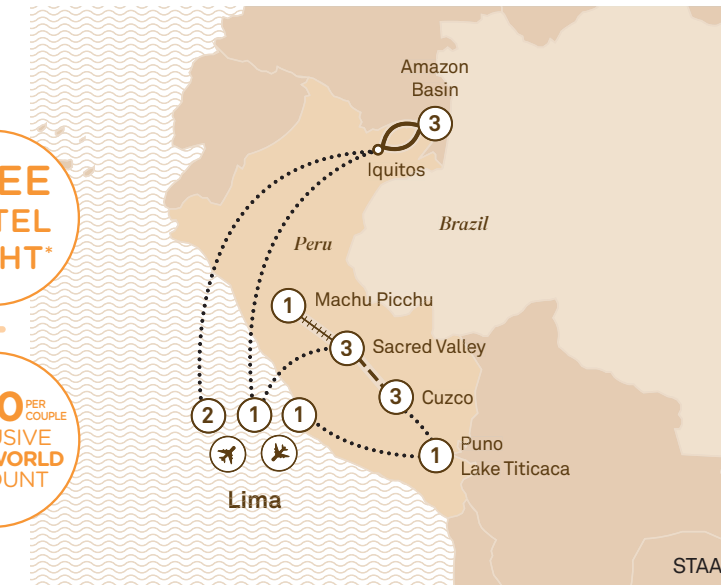 Amazon
Basin
3
Iquitos
EE
TEL
HT*
Brazil
Peru
1
Machu Picchu
3
Sacred Valley
3
Cuzco
2
1
1
0 PER
COUPLE
USIVE
WORLD
OUNT
1
Puno
Lake Titicaca
Lima
STAA